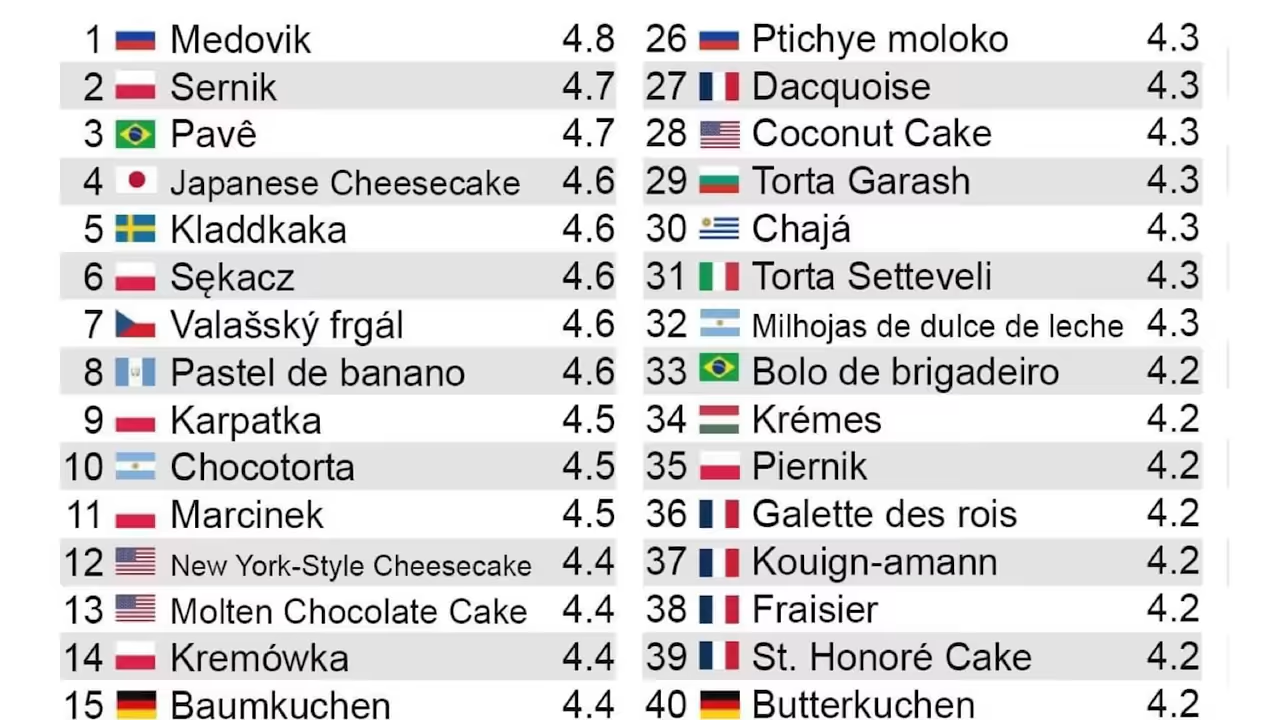 1 Medovik 4.8
2 Sernik 4.7
3 Pavê 4.7
4 Japanese Cheesecake 4.6
5 Kladdkaka 4.6
6 Sękacz 4.6
7 Valašský frgál 4.6
8 Pastel de banano 4.6
9 Karpatka 4.5
10 Chocotorta 4.5
11 Marcinek 4.5
12 New York-Style Cheesecake 4.4
13 Molten Chocolate Cake 4.4
14 Kremówka 4.4
15 Baumkuchen 4.4
26 Ptichye moloko 4.3
27 Dacquoise 4.3
28 Coconut Cake 4.3
29 Torta Garash 4.3
30 Chajá 4.3
31 Torta Setteveli 4.3
32 Milhojas de dulce de leche 4.3
33 Bolo de brigadeiro 4.2
34 Krémes 4.2
35 Piernik 4.2
36 Galette des rois 4.2
37 Kouign-amann 4.2
38 Fraisier 4.2
39 St. Honoré Cake 4.2
40 Butterkuchen 4.2